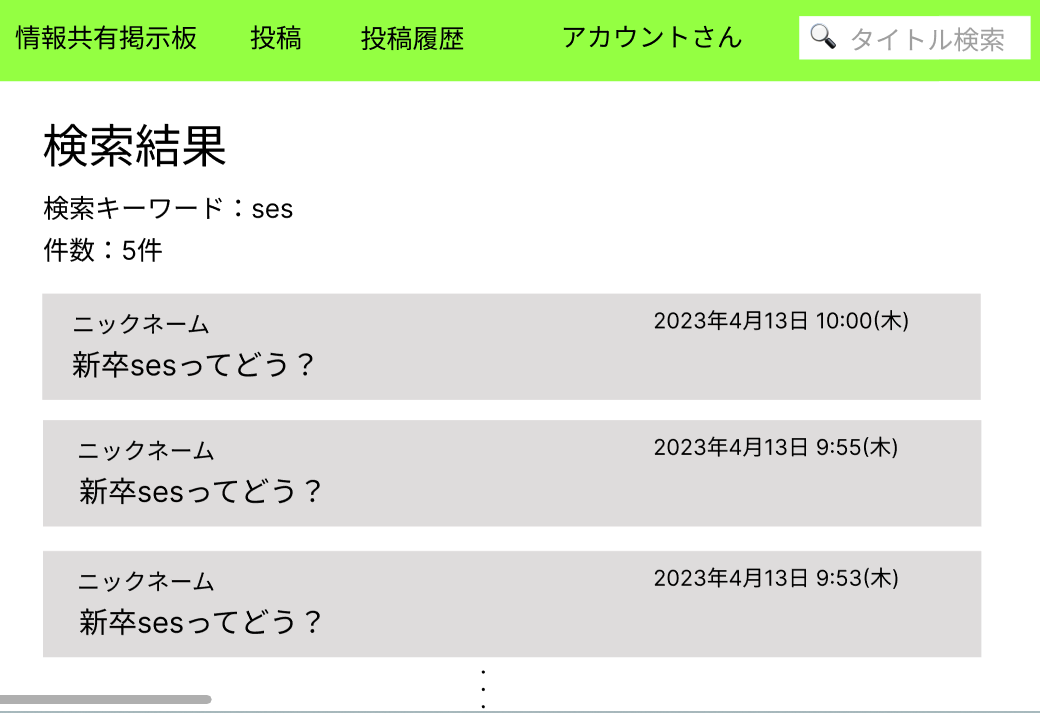 情報共有掲示板 投稿 投稿履歴 アカウントさん 🔍 タイトル検索
検索結果
検索キーワード：ses
件数：5件
ニックネーム 2023年4月13日 10:00(木)
新卒sesってどう？
ニックネーム 2023年4月13日 9:55(木)
新卒sesってどう？
ニックネーム 2023年4月13日 9:53(木)
新卒sesってどう？